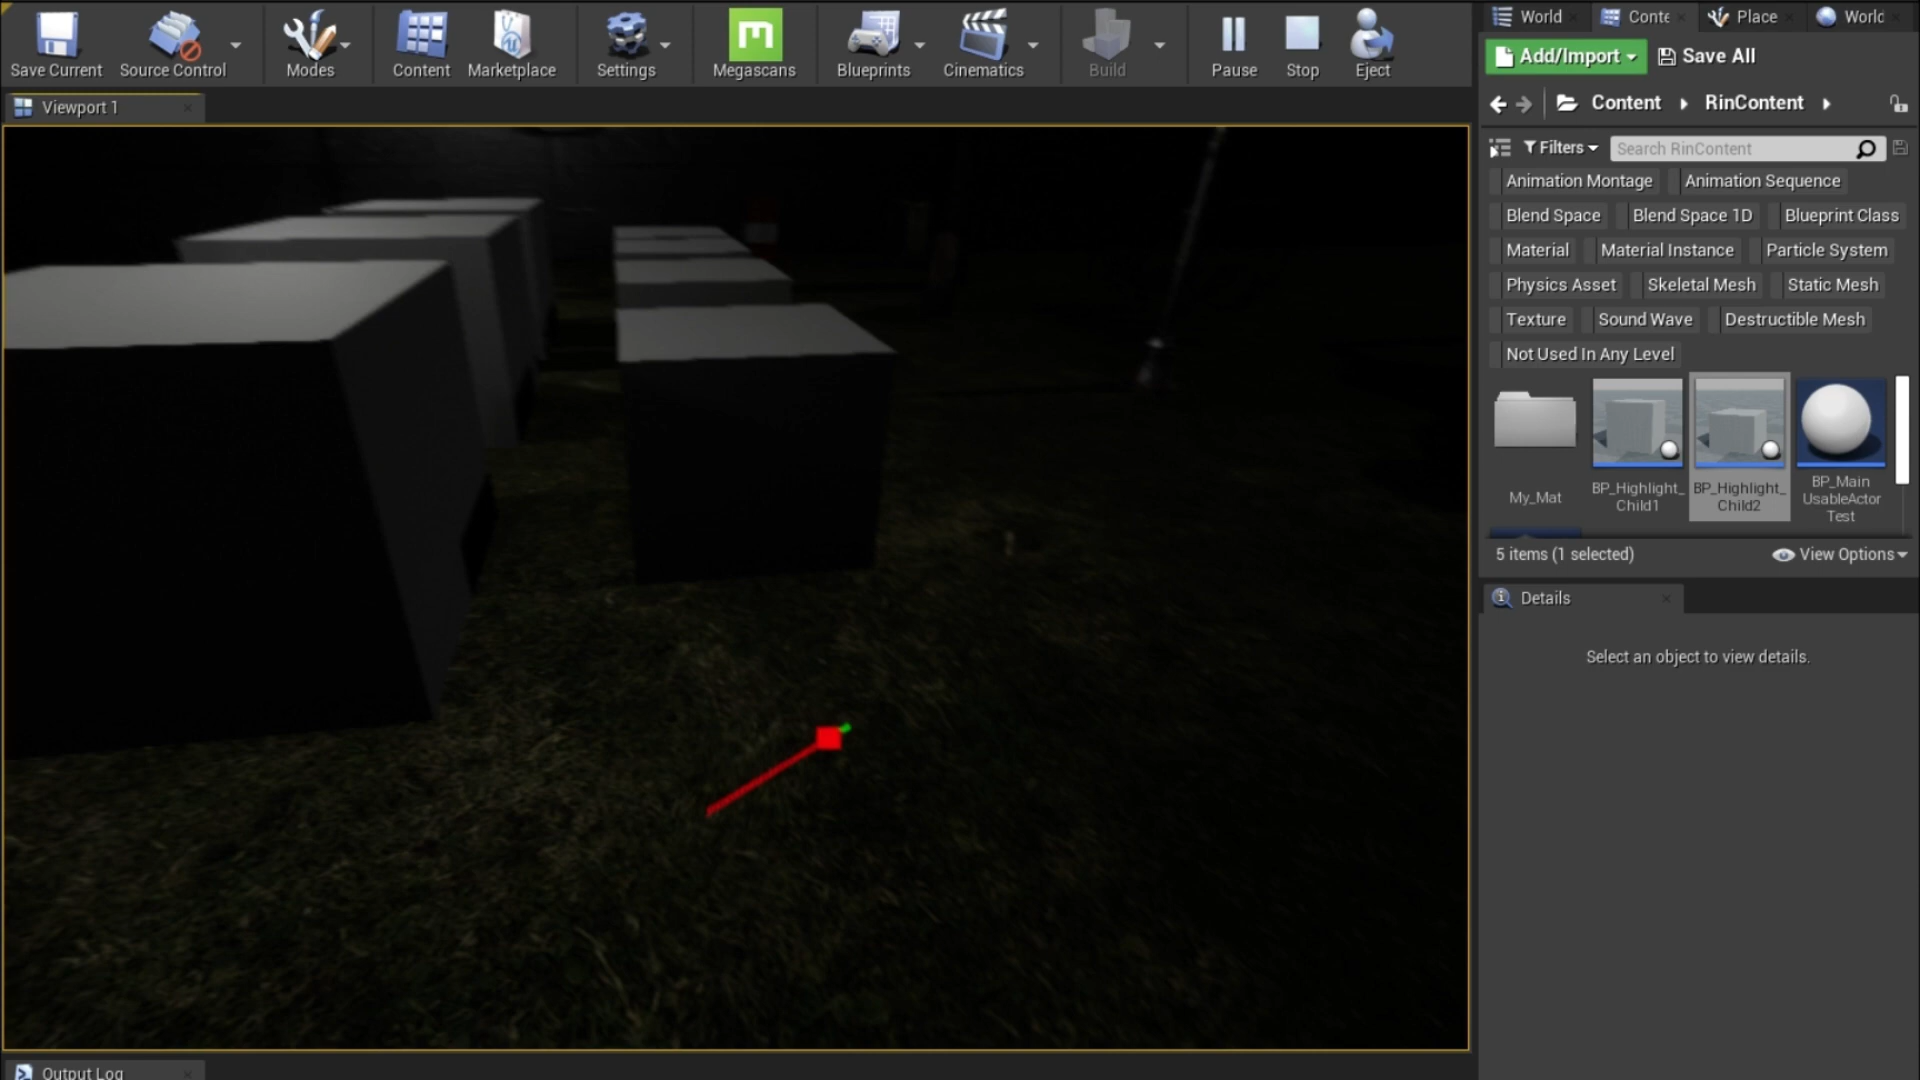 Save Current
Source Control
Modes
Content
Marketplace
Settings
Megascans
Blueprints
Cinematics
Build
Pause
Stop
Eject
World
Conte
Place
World
Add/Import
Save All
Content
RinContent
Viewport 1
Filters
Search RinContent
Animation Montage
Animation Sequence
Blend Space
Blend Space 1D
Blueprint Class
Material
Material Instance
Particle System
Physics Asset
Skeletal Mesh
Static Mesh
Texture
Sound Wave
Destructible Mesh
Not Used In Any Level
My_Mat
BP_Highlight_
Child1
BP_Highlight_
Child2
BP_Main
UsableActor
Test
5 items (1 selected)
View Options
Details
Select an object to view details.
Output Log